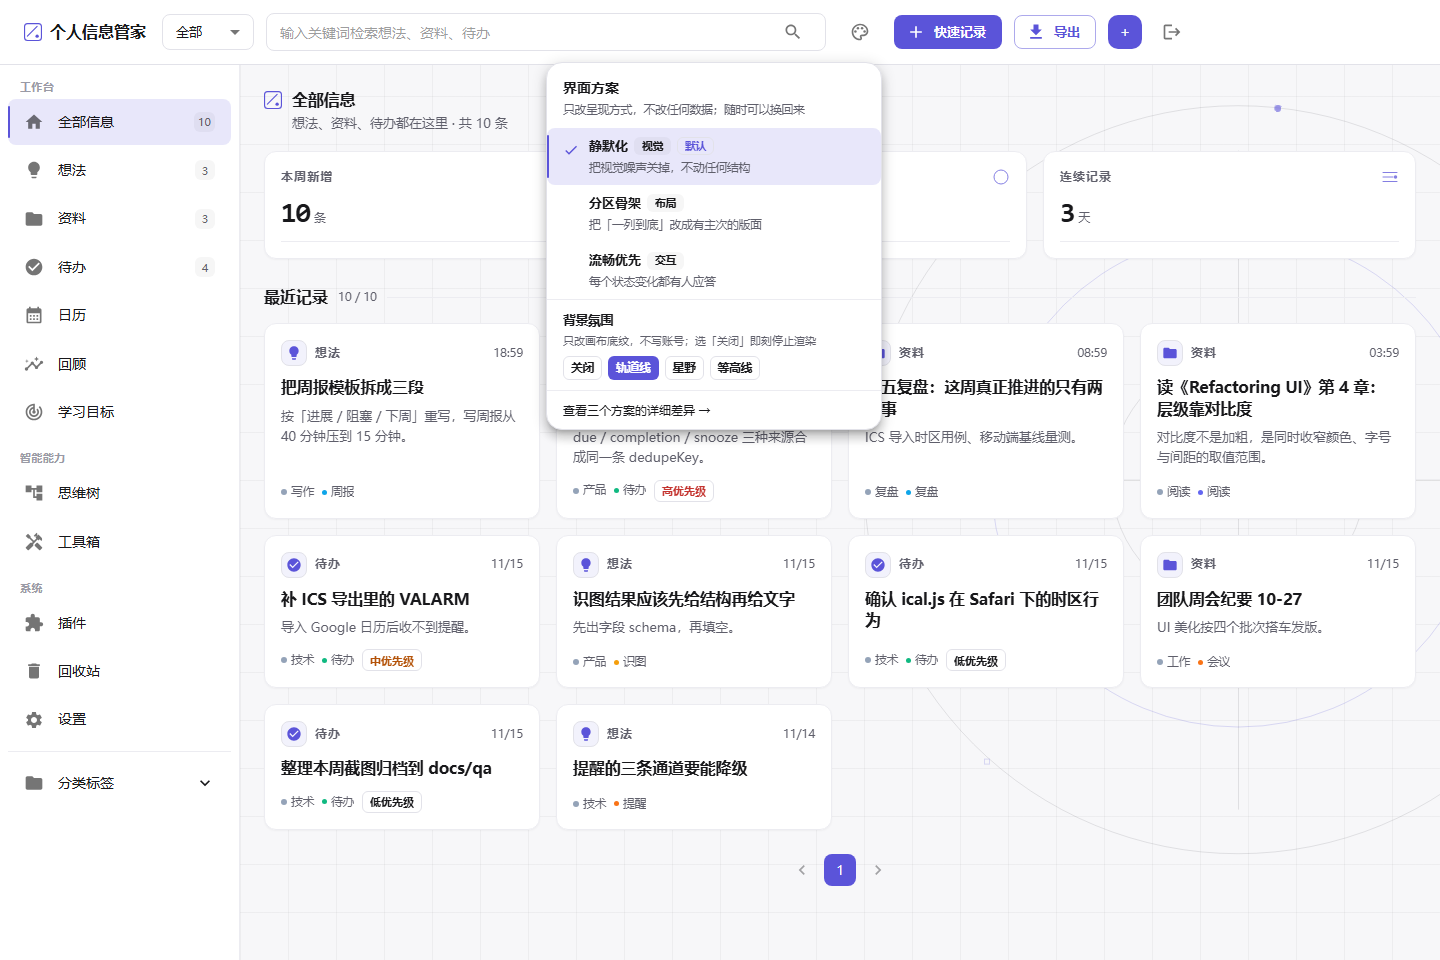 个人信息管家
全部
输入关键词检索想法、资料、待办
快速记录
导出
+
工作台
全部信息 10
想法 3
资料 3
待办 4
日历
回顾
学习目标
智能能力
思维树
工具箱
系统
插件
回收站
设置
分类标签
全部信息
想法、资料、待办都在这里 · 共 10 条
本周新增
10 条
连续记录
3 天
界面方案
只改呈现方式，不改任何数据；随时可以换回来
静默化 视觉 默认
把视觉噪声关掉，不动任何结构
分区骨架 布局
把「一列到底」改成有主次的版面
流畅优先 交互
每个状态变化都有人应答
背景氛围
只改画布底纹，不写账号；选「关闭」即刻停止渲染
关闭 轨道线 星野 等高线
查看三个方案的详细差异 →
最近记录 10 / 10
想法 18:59
把周报模板拆成三段
按「进展 / 阻塞 / 下周」重写，写周报从
40 分钟压到 15 分钟。
写作 周报
due / completion / snooze 三种来源合
成同一条 dedupeKey。
产品 待办 高优先级
资料 08:59
五复盘：这周真正推进的只有两
事
ICS 导入时区用例、移动端基线量测。
复盘 复盘
资料 03:59
读《Refactoring UI》第 4 章：
层级靠对比度
对比度不是加粗，是同时收窄颜色、字号
与间距的取值范围。
阅读 阅读
待办 11/15
补 ICS 导出里的 VALARM
导入 Google 日历后收不到提醒。
技术 待办 中优先级
想法 11/15
识图结果应该先给结构再给文字
先出字段 schema，再填空。
产品 识图
待办 11/15
确认 ical.js 在 Safari 下的时区行
为
技术 待办 低优先级
资料 11/15
团队周会纪要 10-27
UI 美化按四个批次搭车发版。
工作 会议
待办 11/15
整理本周截图归档到 docs/qa
技术 待办 低优先级
想法 11/14
提醒的三条通道要能降级
技术 提醒
1